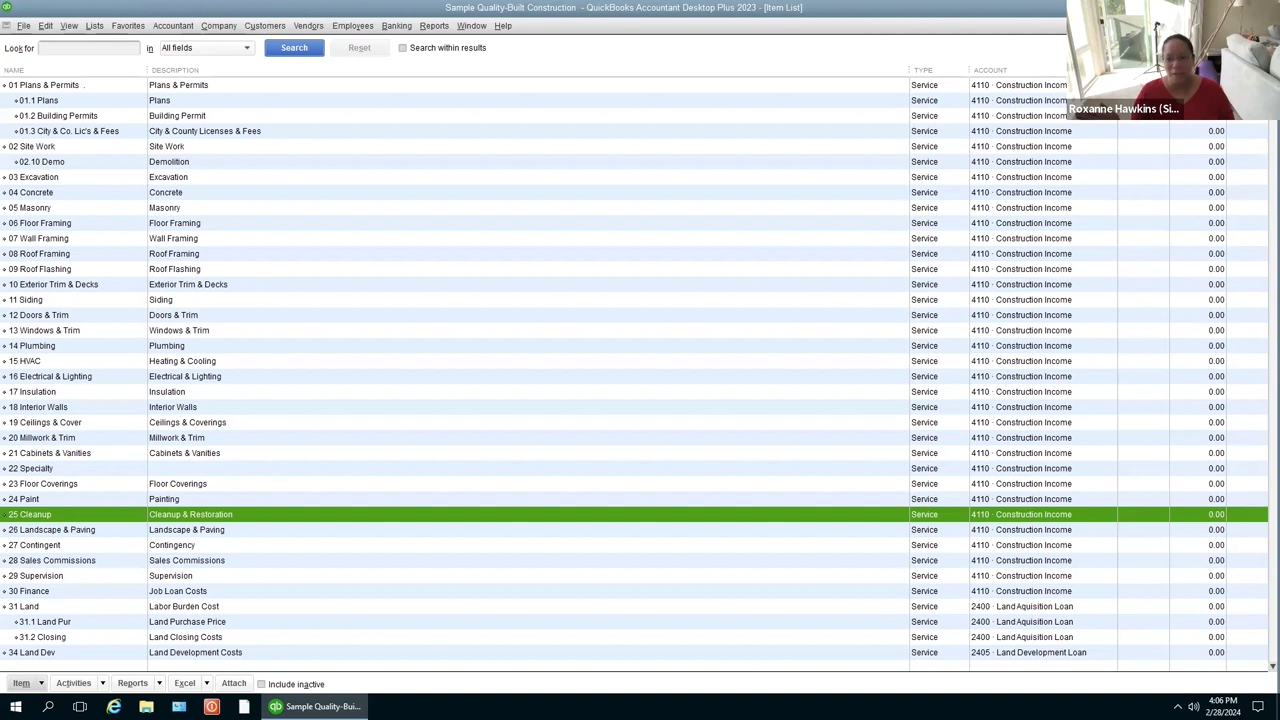 Sample Quality-Built Construction - QuickBooks Accountant Desktop Plus 2023 - [Item List]
File Edit View Lists Favorites Accountant Company Customers Vendors Employees Banking Reports Window Help
Look for in All fields Search Reset Search within results
NAME DESCRIPTION TYPE ACCOUNT
01 Plans & Permits . Plans & Permits Service 4110 · Construction Income
01.1 Plans Plans Service 4110 · Construction Income
01.2 Building Permits Building Permit Service 4110 · Construction Income
01.3 City & Co. Lic's & Fees City & County Licenses & Fees Service 4110 · Construction Income 0.00
02 Site Work Site Work Service 4110 · Construction Income 0.00
02.10 Demo Demolition Service 4110 · Construction Income 0.00
03 Excavation Excavation Service 4110 · Construction Income 0.00
04 Concrete Concrete Service 4110 · Construction Income 0.00
05 Masonry Masonry Service 4110 · Construction Income 0.00
06 Floor Framing Floor Framing Service 4110 · Construction Income 0.00
07 Wall Framing Wall Framing Service 4110 · Construction Income 0.00
08 Roof Framing Roof Framing Service 4110 · Construction Income 0.00
09 Roof Flashing Roof Flashing Service 4110 · Construction Income 0.00
10 Exterior Trim & Decks Exterior Trim & Decks Service 4110 · Construction Income 0.00
11 Siding Siding Service 4110 · Construction Income 0.00
12 Doors & Trim Doors & Trim Service 4110 · Construction Income 0.00
13 Windows & Trim Windows & Trim Service 4110 · Construction Income 0.00
14 Plumbing Plumbing Service 4110 · Construction Income 0.00
15 HVAC Heating & Cooling Service 4110 · Construction Income 0.00
16 Electrical & Lighting Electrical & Lighting Service 4110 · Construction Income 0.00
17 Insulation Insulation Service 4110 · Construction Income 0.00
18 Interior Walls Interior Walls Service 4110 · Construction Income 0.00
19 Ceilings & Cover Ceilings & Coverings Service 4110 · Construction Income 0.00
20 Millwork & Trim Millwork & Trim Service 4110 · Construction Income 0.00
21 Cabinets & Vanities Cabinets & Vanities Service 4110 · Construction Income 0.00
22 Specialty Service 4110 · Construction Income 0.00
23 Floor Coverings Floor Coverings Service 4110 · Construction Income 0.00
24 Paint Painting Service 4110 · Construction Income 0.00
25 Cleanup Cleanup & Restoration Service 4110 · Construction Income 0.00
26 Landscape & Paving Landscape & Paving Service 4110 · Construction Income 0.00
27 Contingent Contingency Service 4110 · Construction Income 0.00
28 Sales Commissions Sales Commissions Service 4110 · Construction Income 0.00
29 Supervision Supervision Service 4110 · Construction Income 0.00
30 Finance Job Loan Costs Service 4110 · Construction Income 0.00
31 Land Labor Burden Cost Service 2400 · Land Aquisition Loan 0.00
31.1 Land Pur Land Purchase Price Service 2400 · Land Aquisition Loan 0.00
31.2 Closing Land Closing Costs Service 2400 · Land Aquisition Loan 0.00
34 Land Dev Land Development Costs Service 2405 · Land Development Loan 0.00
Roxanne Hawkins (Si...
Item Activities Reports Excel Attach Include inactive
Sample Quality-Bui...
4:06 PM
2/28/2024